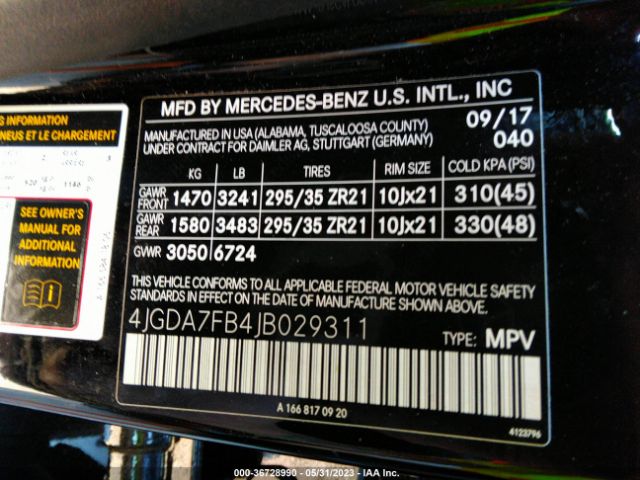 MFD BY MERCEDES-BENZ U.S. INTL., INC
MANUFACTURED IN USA (ALABAMA, TUSCALOOSA COUNTY) 09/17
UNDER CONTRACT FOR DAIMLER AG, STUTTGART (GERMANY) 040
KG LB TIRES RIM SIZE COLD KPA (PSI)
GAWR FRONT 1470 3241 295/35 ZR21 10Jx21 310(45)
GAWR REAR 1580 3483 295/35 ZR21 10Jx21 330(48)
GVWR 3050 6724
THIS VEHICLE CONFORMS TO ALL APPLICABLE FEDERAL MOTOR VEHICLE SAFETY
STANDARDS IN EFFECT ON THE DATE OF MANUFACTURE SHOWN ABOVE.
4JGDA7FB4JB029311 TYPE: MPV
A 166 817 09 20
4123796
S INFORMATION
NEUS ET LE CHARGEMENT
2 3
920 1180
SEE OWNER'S
MANUAL FOR
ADDITIONAL
INFORMATION
000-36728990 - 05/31/2023 - IAA Inc.